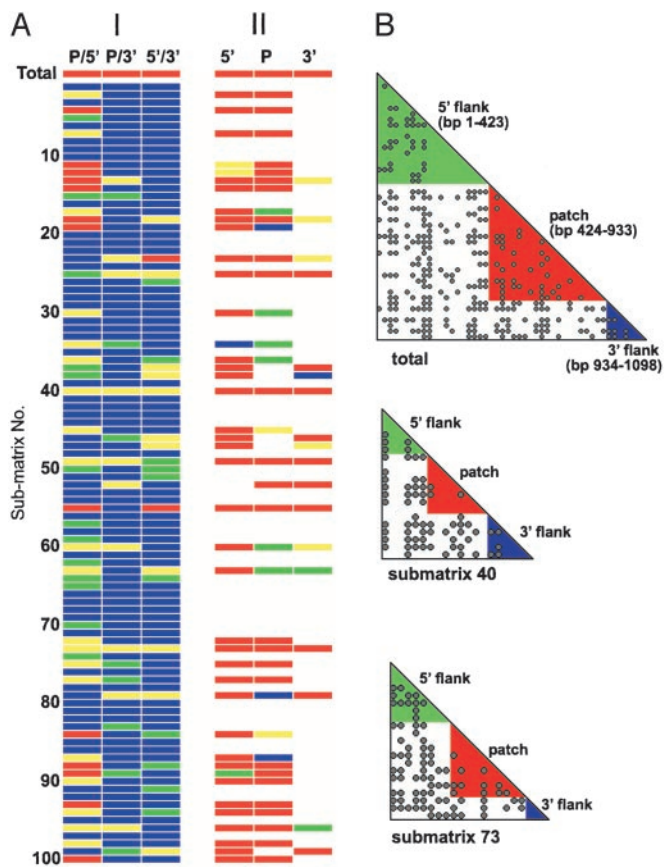 A
I
II
P/5' P/3' 5'/3'
5' P 3'
Total
10
20
30
40
50
60
70
80
90
100
Sub-matrix No.
B
5' flank
(bp 1-423)
patch
(bp 424-933)
3' flank
(bp 934-1098)
total
5' flank
patch
3' flank
submatrix 40
5' flank
patch
3' flank
submatrix 73